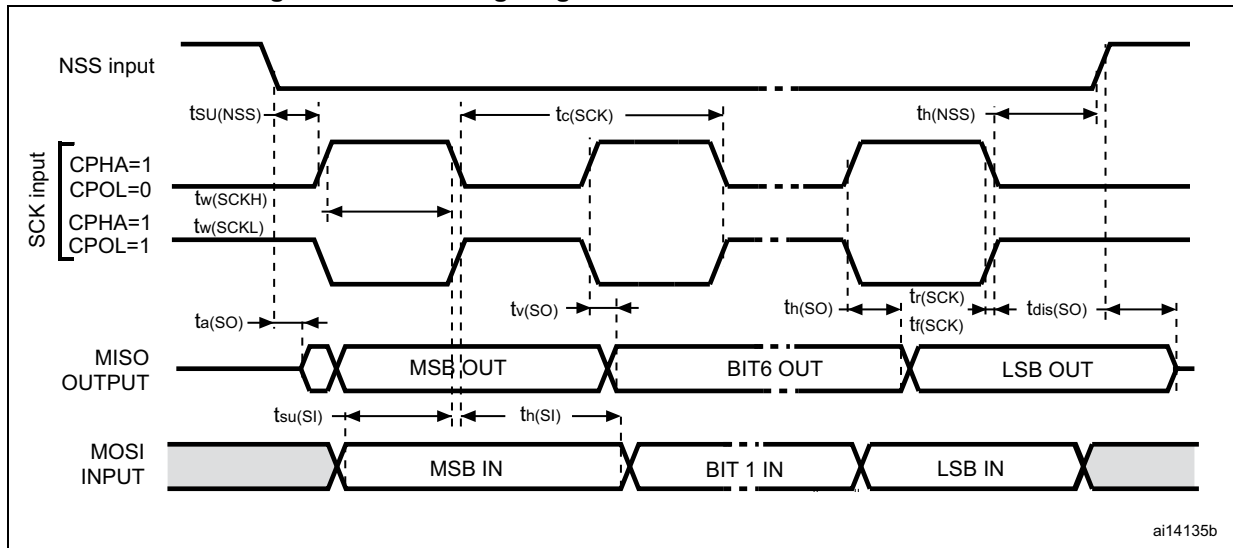 NSS input
tSU(NSS)
tc(SCK)
th(NSS)
SCK input
CPHA=1
CPOL=0
tw(SCKH)
CPHA=1
tw(SCKL)
CPOL=1
ta(SO)
tv(SO)
th(SO)
tr(SCK)
tf(SCK)
tdis(SO)
MISO
OUTPUT
MSB OUT
BIT6 OUT
LSB OUT
tsu(SI)
th(SI)
MOSI
INPUT
MSB IN
BIT 1 IN
LSB IN
ai14135b